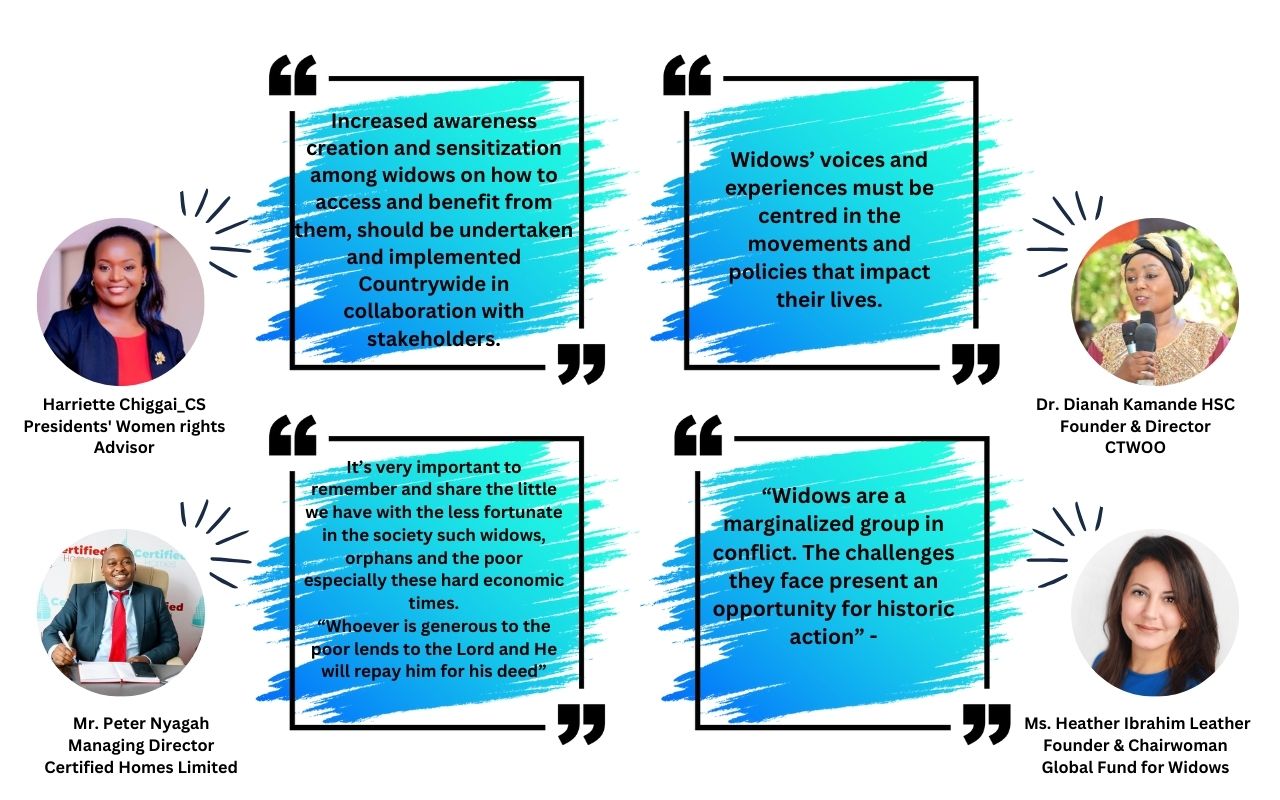 Increased awareness
creation and sensitization
among widows on how to
access and benefit from
them, should be undertaken
and implemented
Countrywide in
collaboration with
stakeholders.
Harriette Chiggai_CS
Presidents' Women rights
Advisor
Widows’ voices and
experiences must be
centred in the
movements and
policies that impact
their lives.
Dr. Dianah Kamande HSC
Founder & Director
CTWOO
It’s very important to
remember and share the little
we have with the less fortunate
in the society such widows,
orphans and the poor
especially these hard economic
times.
“Whoever is generous to the
poor lends to the Lord and He
will repay him for his deed”
Mr. Peter Nyagah
Managing Director
Certified Homes Limited
“Widows are a
marginalized group in
conflict. The challenges
they face present an
opportunity for historic
action” -
Ms. Heather Ibrahim Leather
Founder & Chairwoman
Global Fund for Widows